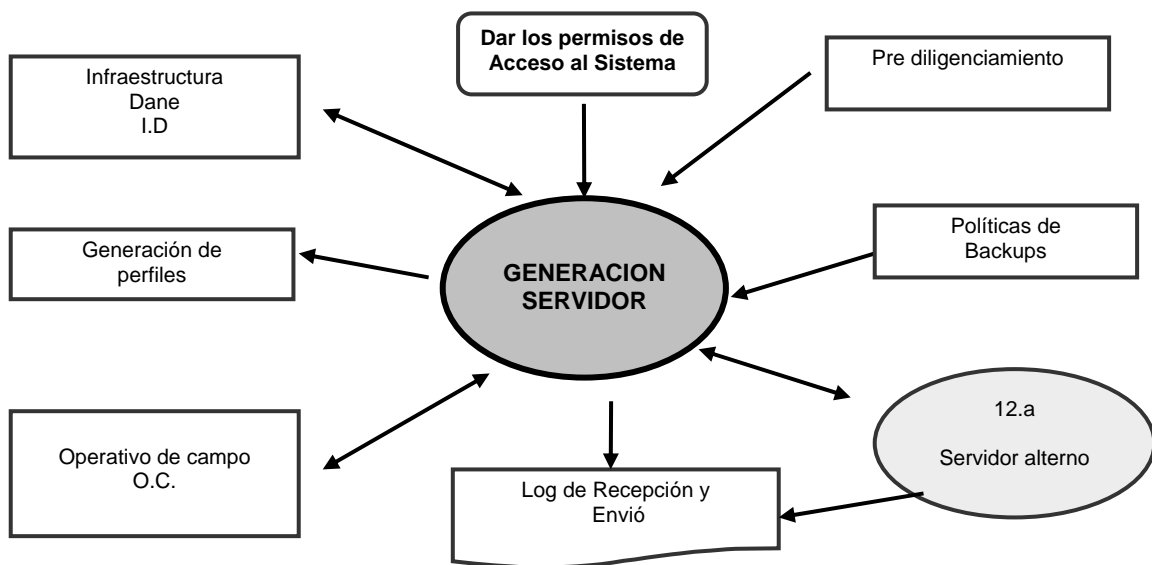 Dar los permisos de
Acceso al Sistema
Infraestructura
Dane
I.D
Pre diligenciamiento
Generación de
perfiles
GENERACION
SERVIDOR
Políticas de
Backups
Operativo de campo
O.C.
Log de Recepción y
Envió
12.a
Servidor alterno